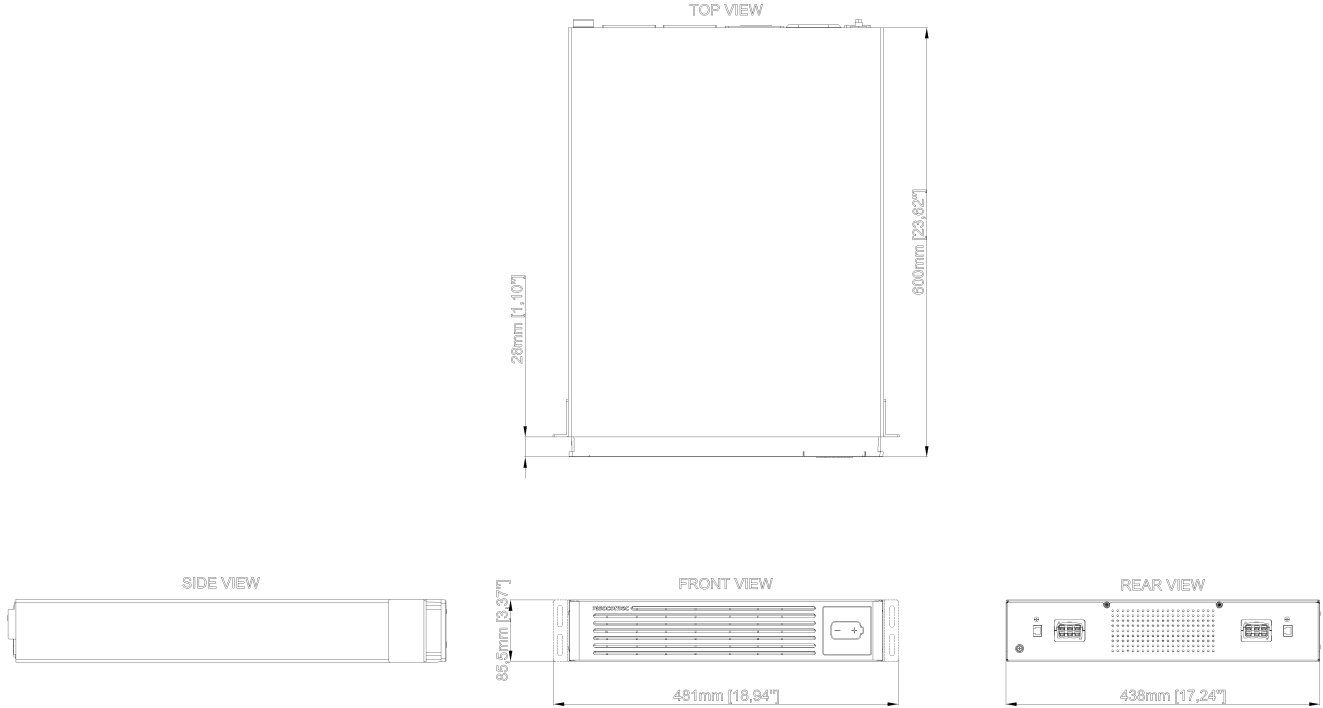 TOP VIEW
600mm [23,62"]
28mm [1,10"]
SIDE VIEW
FRONT VIEW
REAR VIEW
85,5mm [3,37"]
481mm [18,94"]
438mm [17,24"]